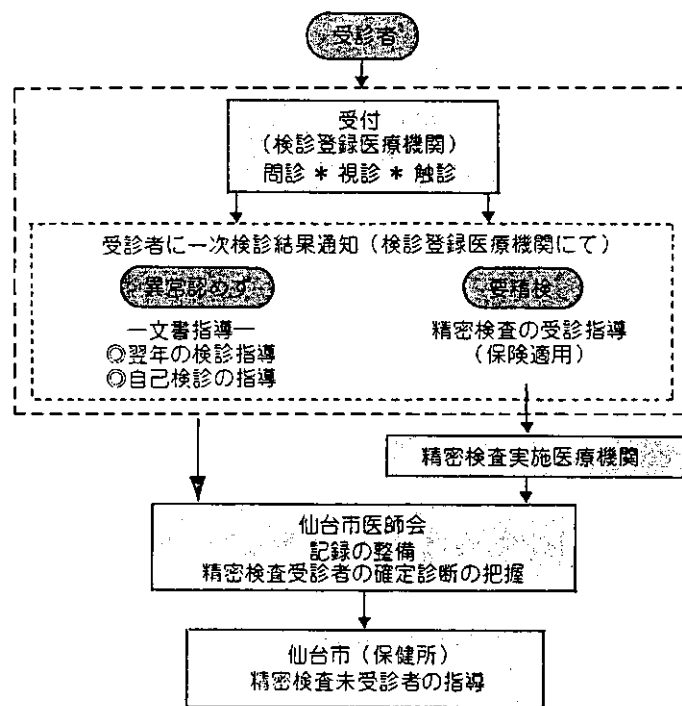 受診者
受付
(検診登録医療機関)
問診 * 視診 * 触診
受診者に一次検診結果通知(検診登録医療機関にて)
異常認めず
要精検
―文書指導―
◎翌年の検診指導
◎自己検診の指導
精密検査の受診指導
(保険適用)
精密検査実施医療機関
仙台市医師会
記録の整備
精密検査受診者の確定診断の把握
仙台市(保健所)
精密検査未受診者の指導